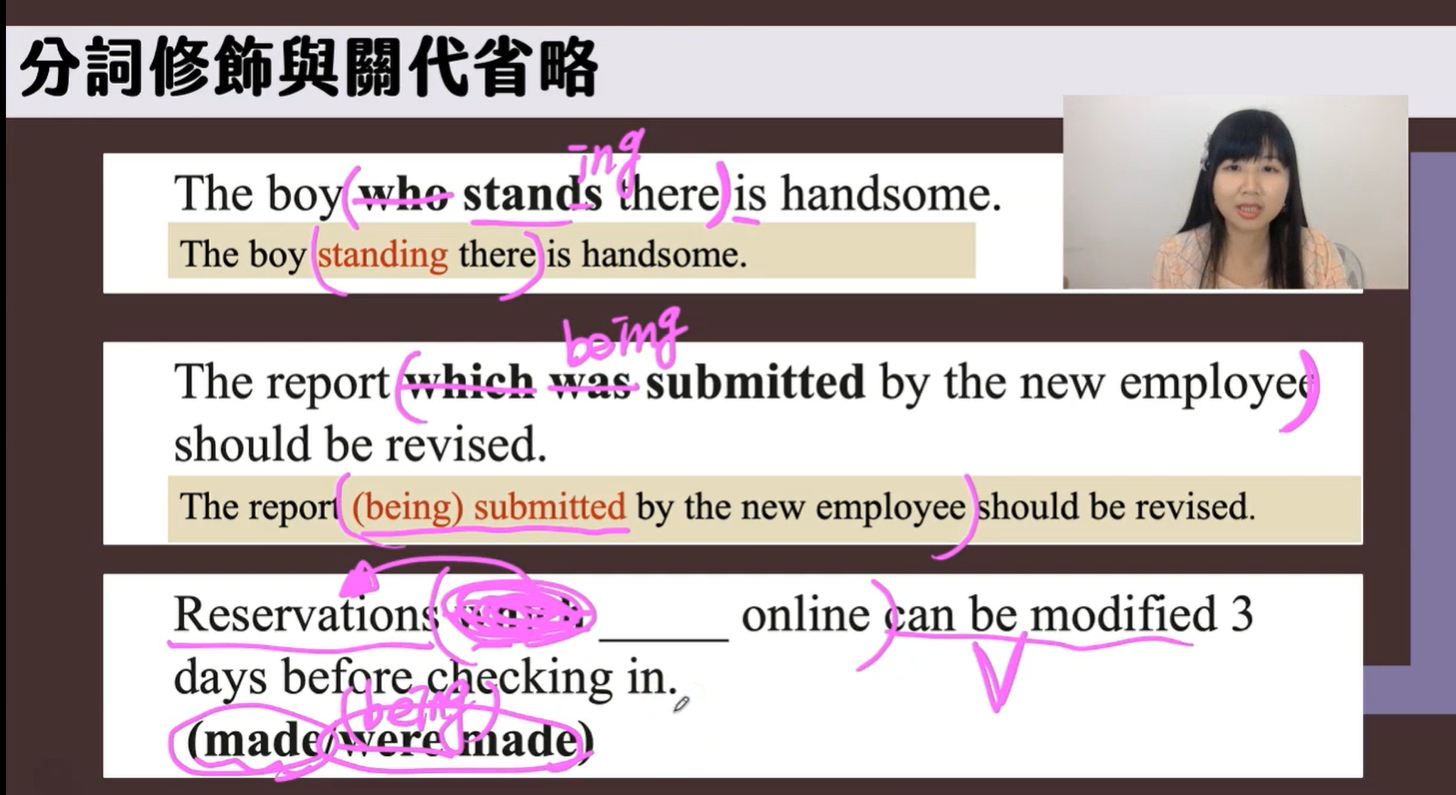 分詞修飾與關代省略
ing
The boy (who stands there) is handsome.
The boy (standing there) is handsome.
being
The report (which was submitted by the new employee)
should be revised.
The report ((being) submitted by the new employee) should be revised.
Reservations ( ______ online) can be modified 3
V
days before checking in.
(being)
(made/were made)